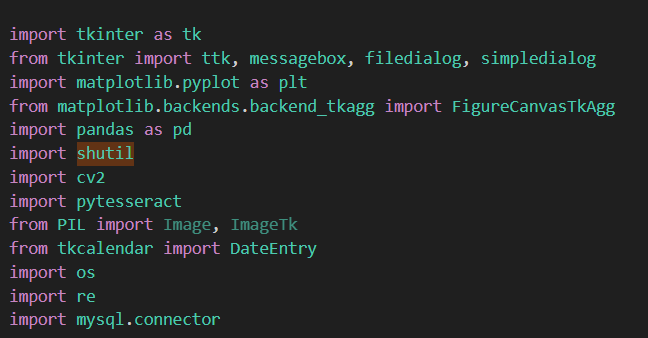 import tkinter as tk
from tkinter import ttk, messagebox, filedialog, simpledialog
import matplotlib.pyplot as plt
from matplotlib.backends.backend_tkagg import FigureCanvasTkAgg
import pandas as pd
import shutil
import cv2
import pytesseract
from PIL import Image, ImageTk
from tkcalendar import DateEntry
import os
import re
import mysql.connector